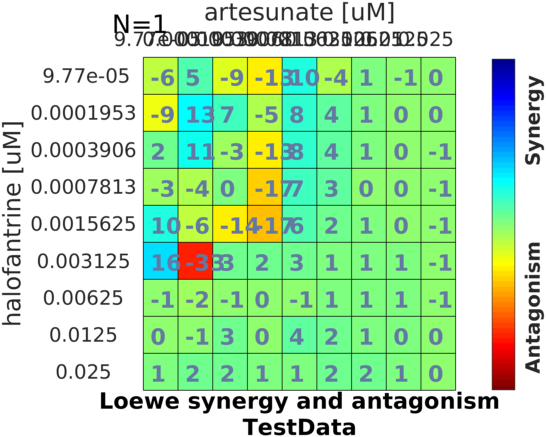 artesunate [uM]
N=1
9.77e-05
-6 5 -9 -13 10 -4 1 -1 0
0.0001953
-9 13 7 -5 8 4 1 0 0
0.0003906
2 11 -3 -13 8 4 1 0 -1
0.0007813
-3 -4 0 -17 7 3 0 0 -1
0.0015625
10 -6 -14 -17 6 2 1 0 -1
0.003125
16 -33 3 2 3 1 1 1 -1
0.00625
-1 -2 -1 0 -1 1 1 1 -1
0.0125
0 -1 3 0 4 2 1 0 0
0.025
1 2 2 1 1 2 2 1 0
halofantrine [uM]
Synergy
Antagonism
Loewe synergy and antagonism
TestData